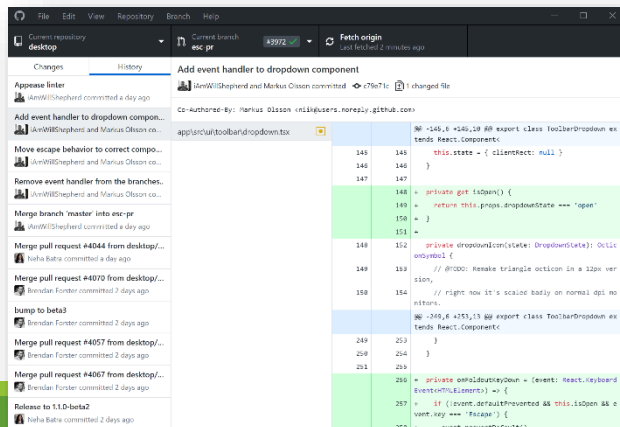 File Edit View Repository Branch Help
Current repository
desktop
Current branch
esc-pr
#3972
Fetch origin
Last fetched 2 minutes ago
Changes
History
Appease linter
iAmWillShepherd committed a day ago
Add event handler to dropdown compon...
iAmWillShepherd and Markus Olsson co...
Move escape behavior to correct compo...
iAmWillShepherd and Markus Olsson co...
Remove event handler from the branches..
iAmWillShepherd and Markus Olsson co...
Merge branch 'master' into esc-pr
iAmWillShepherd committed a day ago
Merge pull request #4044 from desktop/...
Neha Batra committed a day ago
Merge pull request #4070 from desktop/...
Brendan Forster committed 2 days ago
bump to beta3
Brendan Forster committed 2 days ago
Merge pull request #4057 from desktop/...
Brendan Forster committed 2 days ago
Merge pull request #4067 from desktop/...
Brendan Forster committed 2 days ago
Release to 1.1.0-beta2
Neha Batra committed 2 days ago
Add event handler to dropdown component
iAmWillShepherd and Markus Olsson committed c79e71c 1 changed file
Co-Authored-By: Markus Olsson <niik@users.noreply.github.com>
app\src\ui\toolbar\dropdown.tsx
@@ -145,6 +145,10 @@ export class ToolbarDropdown ex
tends React.Component<
145 145 this.state = { clientRect: null }
146 146 }
147 147
148 + private get isOpen() {
149 + return this.props.dropdownState === 'open'
150 + }
151 +
148 152 private dropdownIcon(state: DropdownState): Octic
onSymbol {
149 153 // @TODO: Remake triangle octicon in a 12px ver
sion,
150 154 // right now it's scaled badly on normal dpi mo
nitors.
@@ -249,6 +253,13 @@ export class ToolbarDropdown ex
tends React.Component<
249 253 }
250 254 }
251 255
256 + private onFoldoutKeyDown = (event: React.Keyboard
Event<HTMLElement>) => {
257 + if (!event.defaultPrevented && this.isOpen && e
vent.key === 'Escape') {